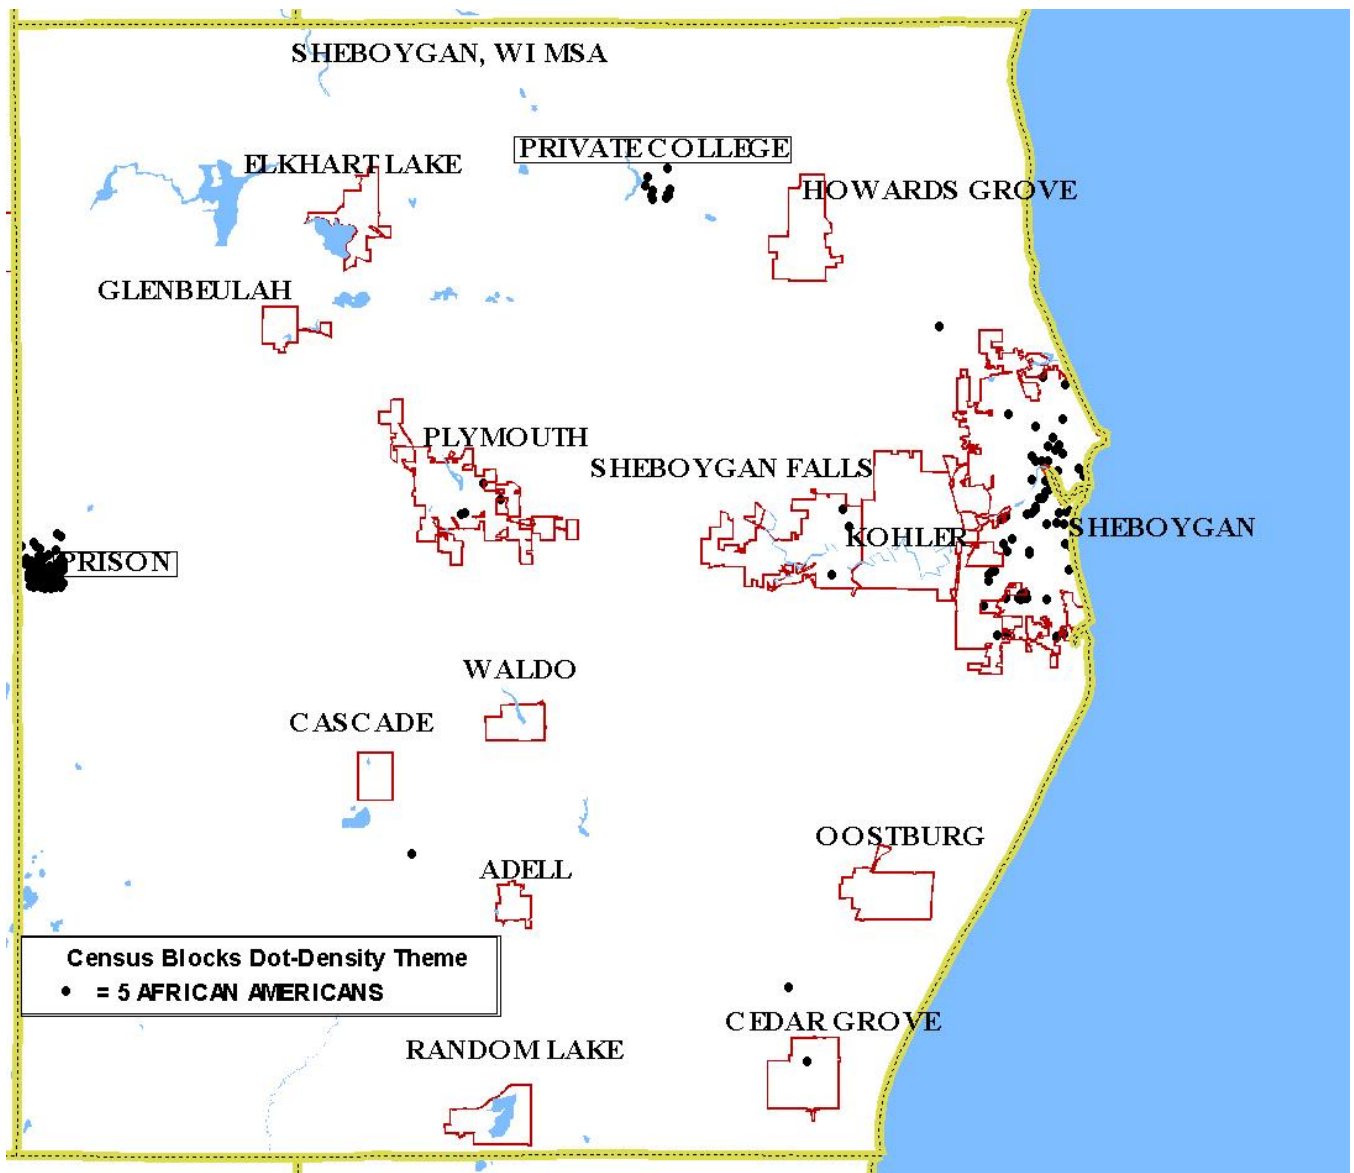 SHEBOYGAN, WI MSA
PRIVATE COLLEGE
ELKHART LAKE
HOWARDS GROVE
GLENBEULAH
PLYMOUTH
SHEBOYGAN FALLS
SHEBOYGAN
KOHLER
PRISON
WALDO
CASCADE
OOSTBURG
ADELL
Census Blocks Dot-Density Theme
= 5 AFRICAN AMERICANS
CEDAR GROVE
RANDOM LAKE